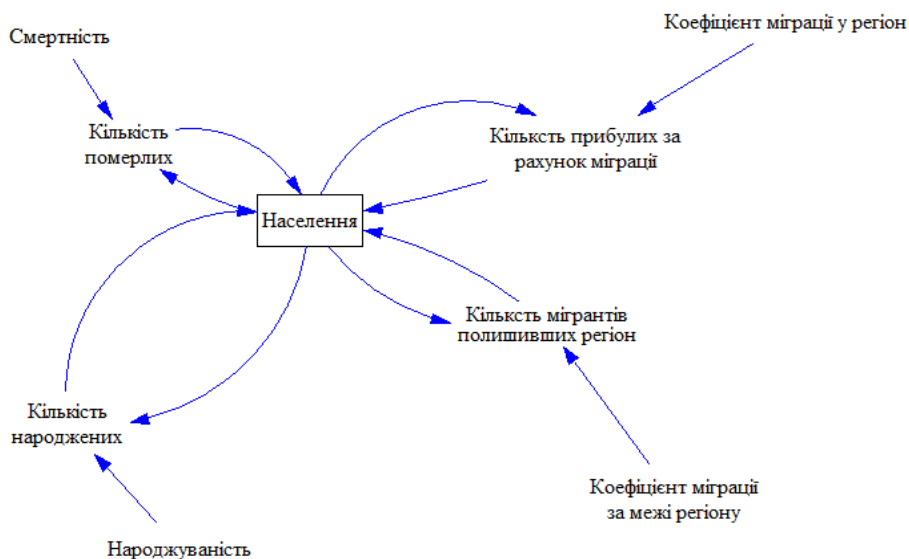 Смертність
Коефіцієнт міграції у регіон
Кількість
померлих
Кільксть прибулих за
рахунок міграції
Населення
Кільксть мігрантів
полишивших регіон
Кількість
народжених
Коефіцієнт міграції
за межі регіону
Народжуваність